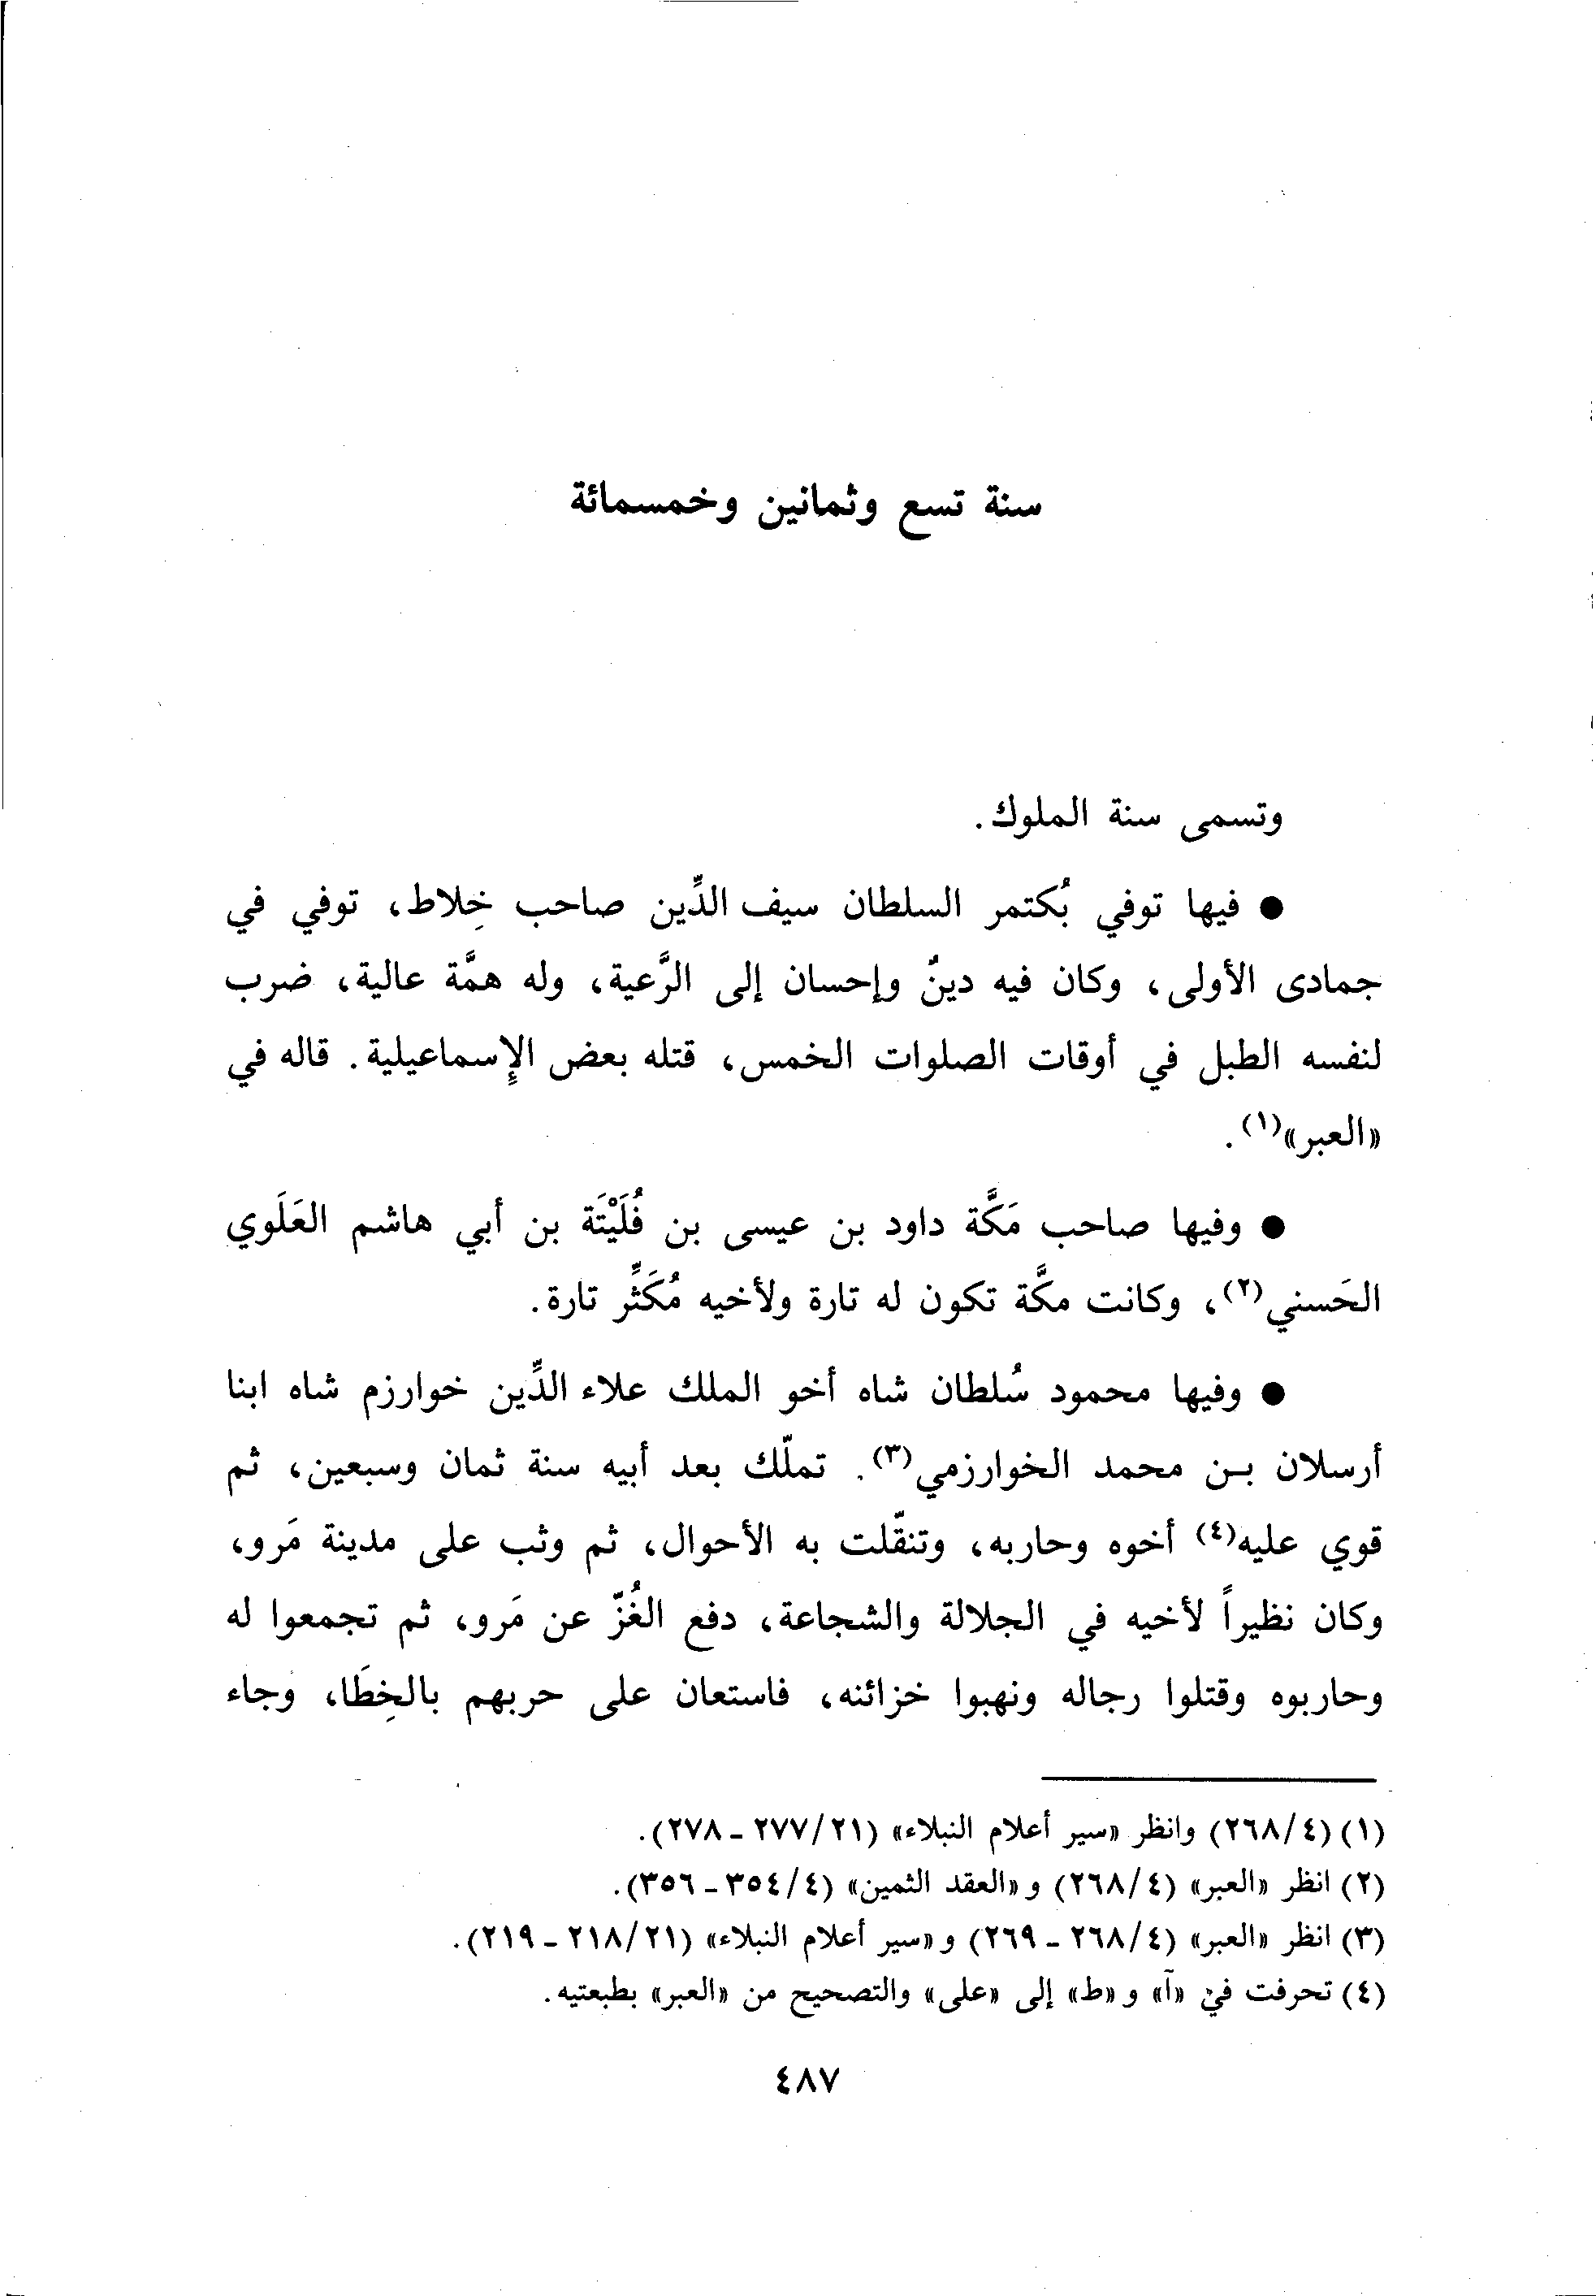 سنة تسع وثمانين وخمسمائة
وتسمى سنة الملوك.
● فيها توفي بُكتمر السلطان سيف الدِّين صاحب خِلاط، توفي في
جمادى الأولى، وكان فيه دينٌ وإحسان إلى الرَّعية، وله همَّة عالية، ضرب
لنفسه الطبل في أوقات الصلوات الخمس، قتله بعض الإِسماعيلية. قاله في
«العبر»(١).
● وفيها صاحب مَكَّة داود بن عيسى بن فُلَيْتَة بن أبي هاشم العَلَوي
الحَسني(٢)، وكانت مكَّة تكون له تارة ولأخيه مُكَثِّر تارة.
● وفيها محمود سُلطان شاه أخو الملك علاء الدِّين خوارزم شاه ابنا
أرسلان بن محمد الخوارزمي(٣). تملّك بعد أبيه سنة ثمان وسبعين، ثم
قوي عليه(٤) أخوه وحاربه، وتنقّلت به الأحوال، ثم وثب على مدينة مَرو،
وكان نظيراً لأخيه في الجلالة والشجاعة، دفع الغُزّ عن مَرو، ثم تجمعوا له
وحاربوه وقتلوا رجاله ونهبوا خزائنه، فاستعان على حربهم بالخِطَا، وجاء
(١) (٤/٢٦٨) وانظر «سير أعلام النبلاء» (٢١/٢٧٧ - ٢٧٨).
(٢) انظر «العبر» (٤/٢٦٨) و«العقد الثمين» (٤/٣٥٤ - ٣٥٦).
(٣) انظر «العبر» (٤/٢٦٨ - ٢٦٩) و«سير أعلام النبلاء» (٢١/٢١٨ - ٢١٩).
(٤) تحرفت في «آ» و«ط» إلى «على» والتصحيح من «العبر» بطبعتيه.
٤٨٧